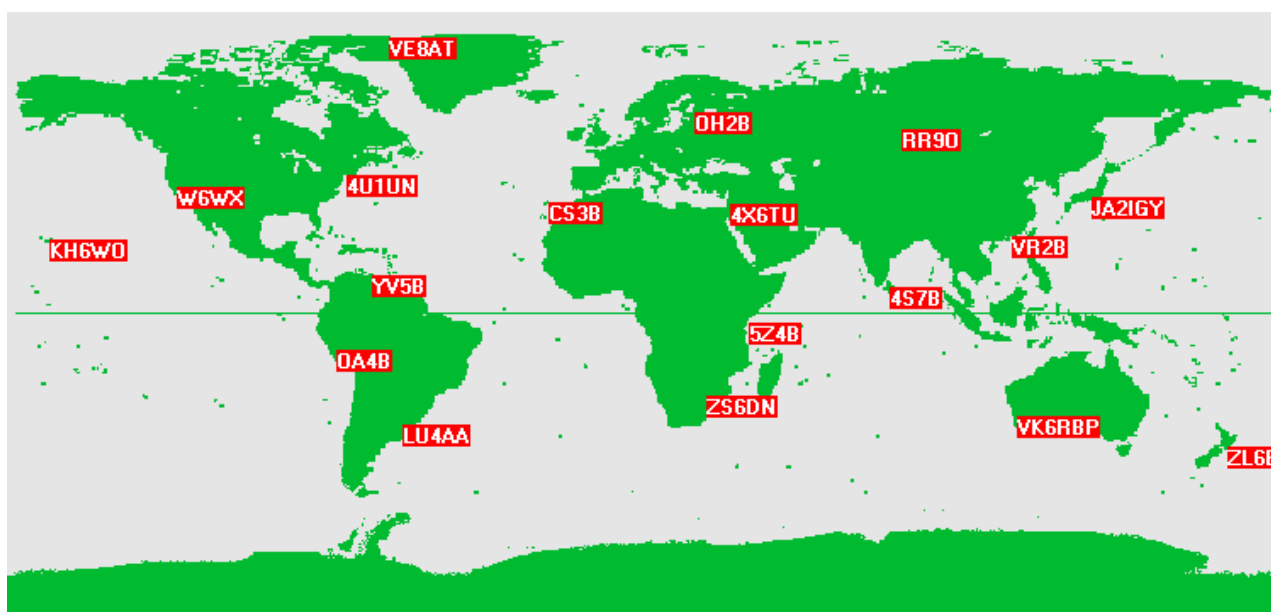 VE8AT
OH2B
RR9O
4U1UN
W6WX
CS3B
4X6TU
JA2IGY
KH6WO
VR2B
YV5B
4S7B
5Z4B
OA4B
ZS6DN
VK6RBP
LU4AA